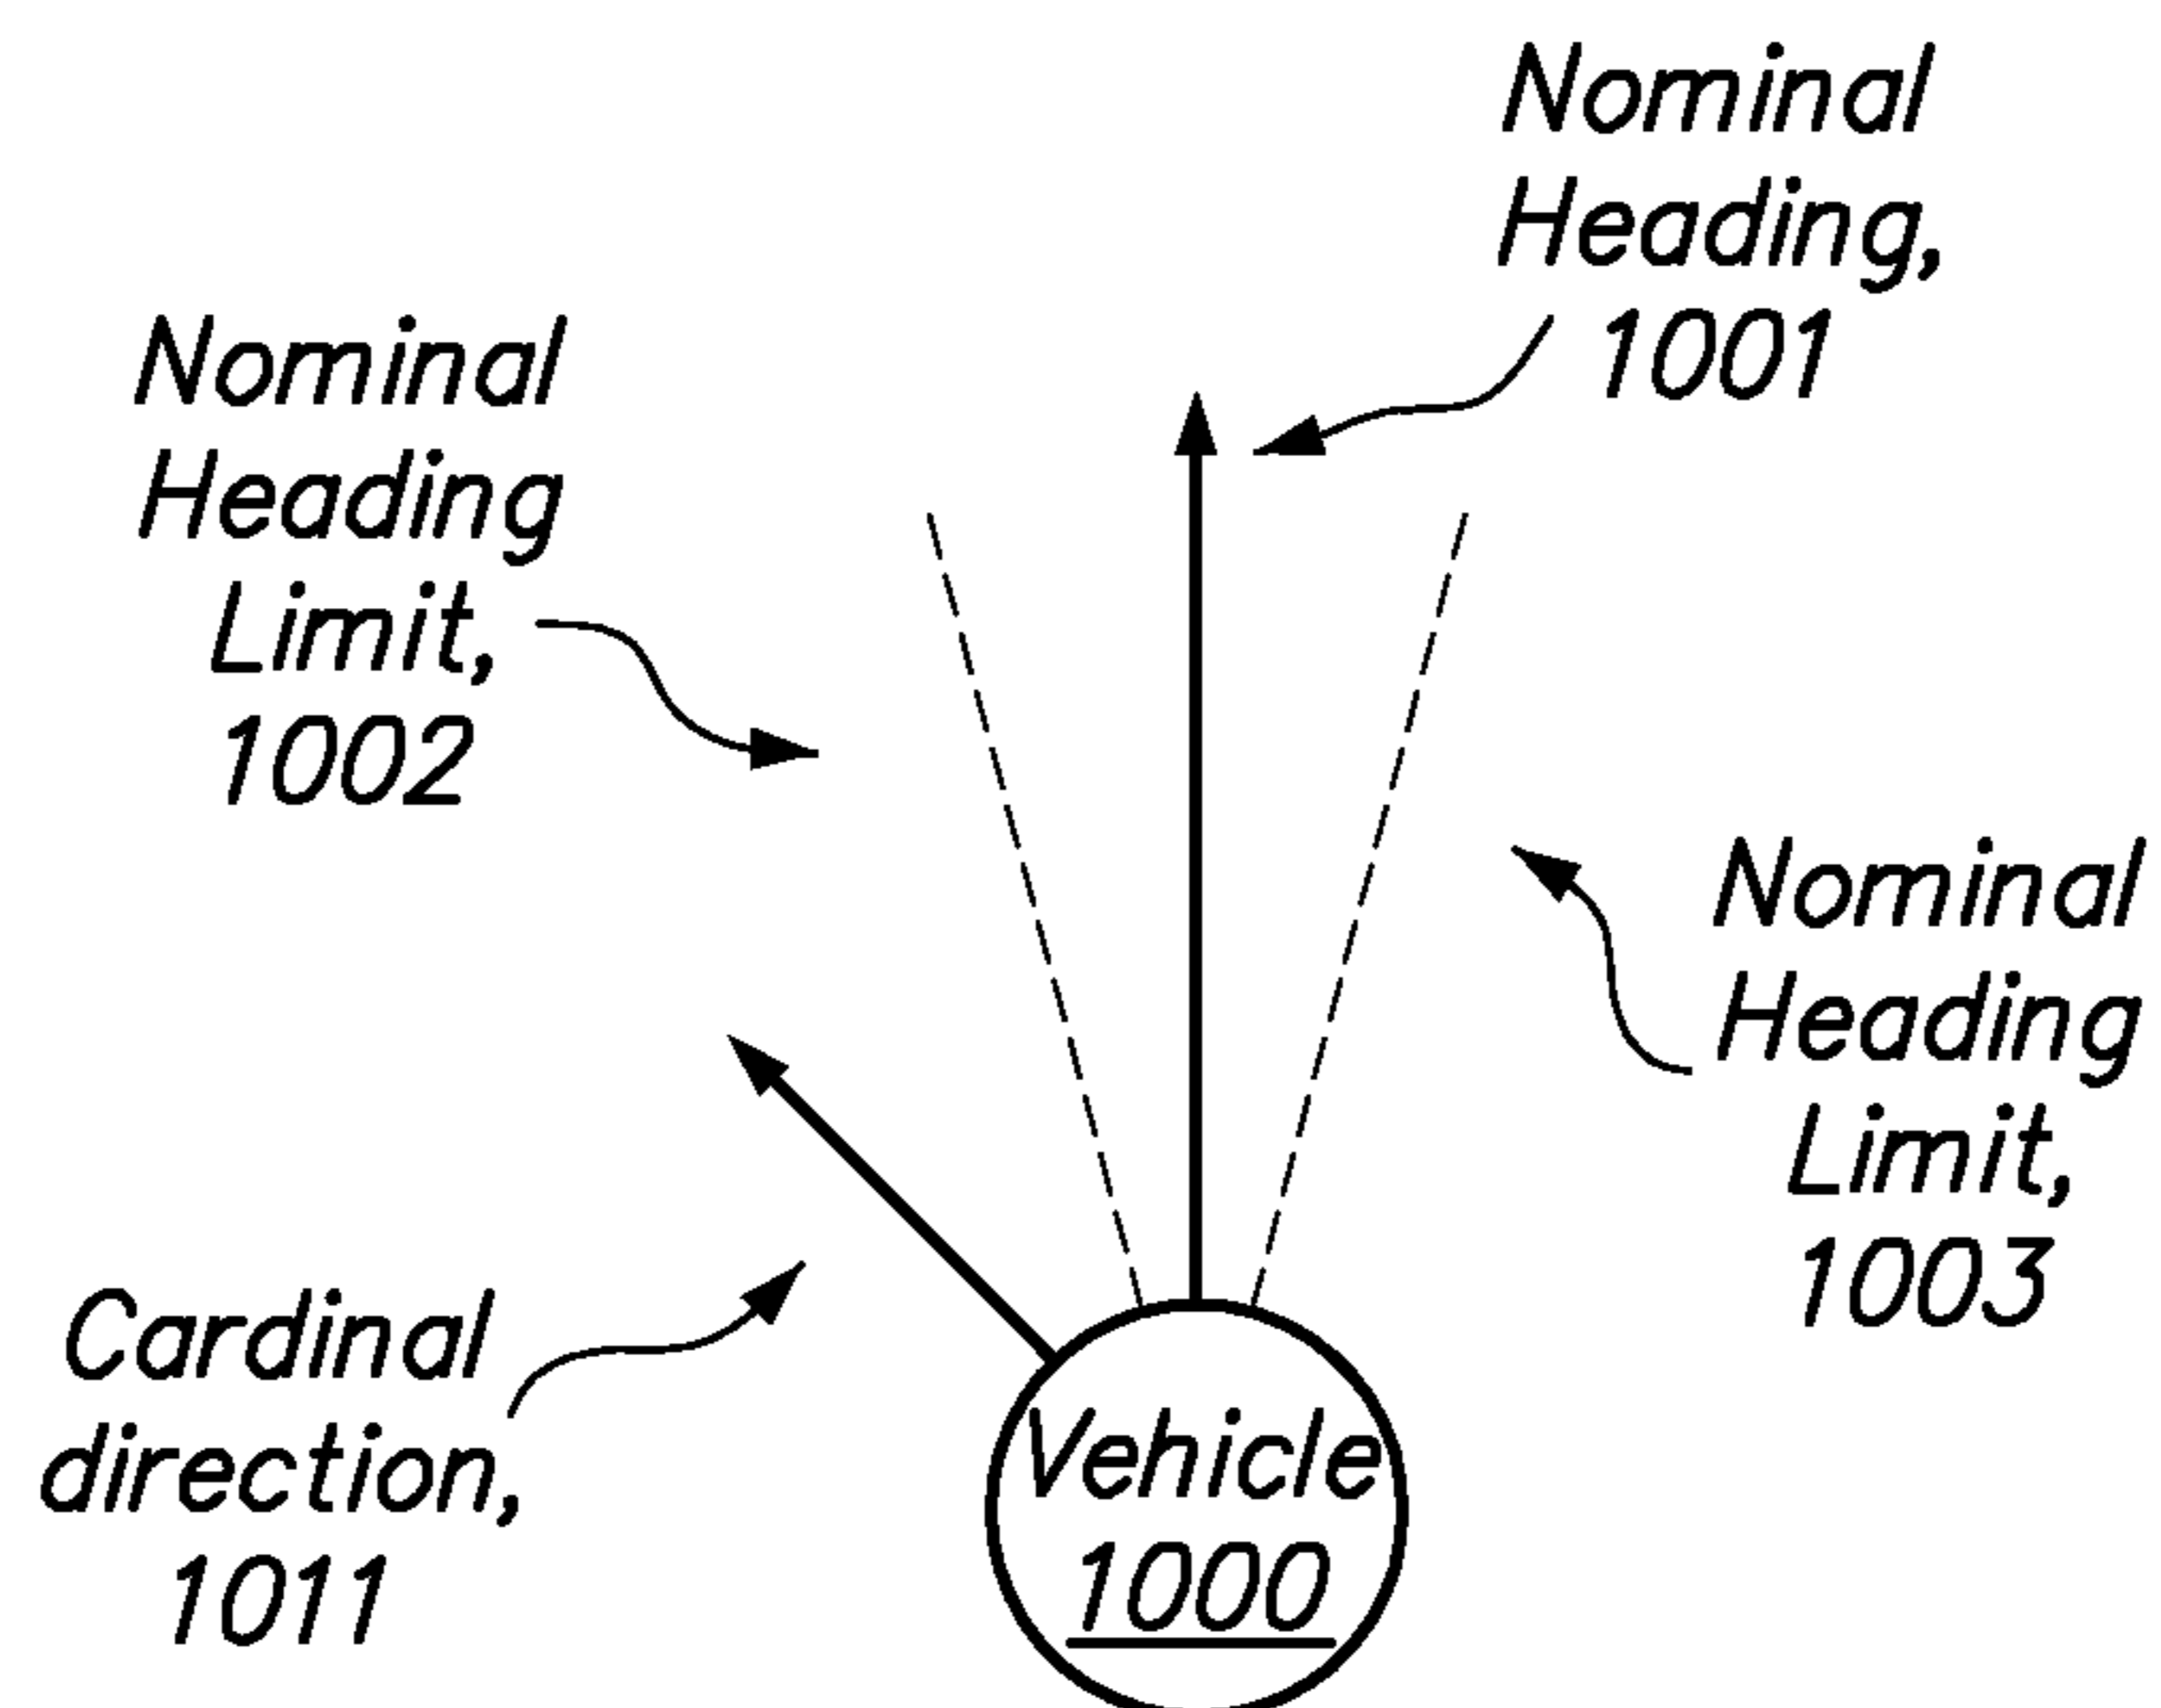 Nominal
Heading,
1001
Nominal
Heading
Limit,
1002
Nominal
Heading
Limit,
1003
Cardinal
direction,
1011
Vehicle
1000